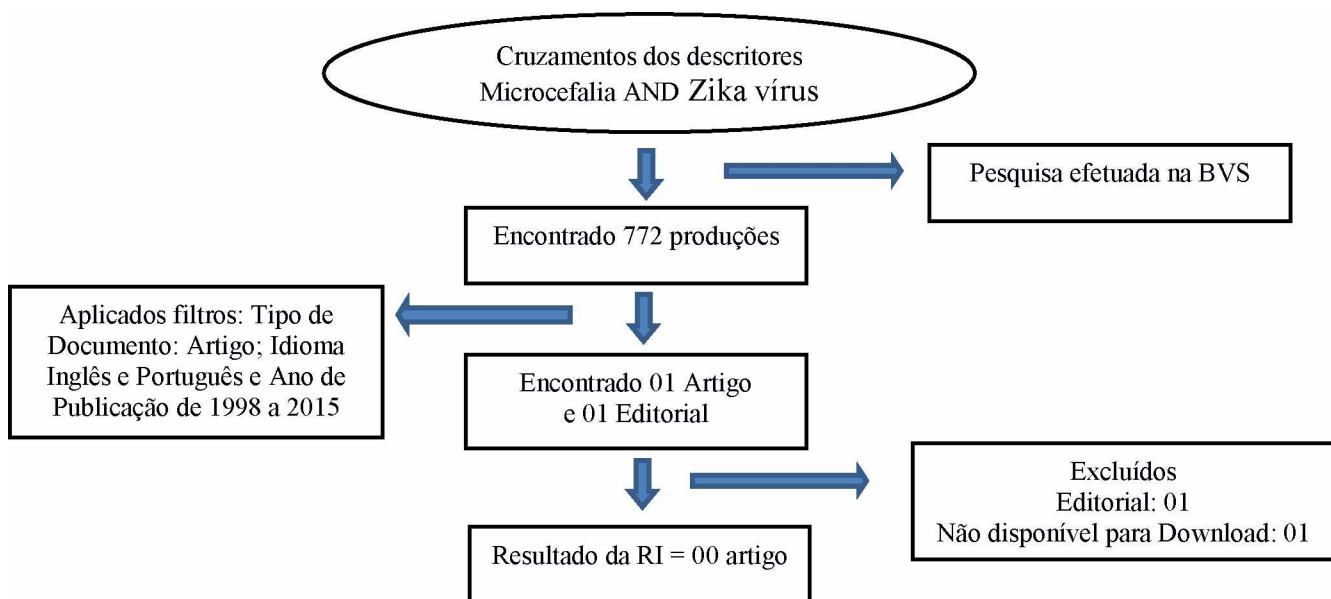 Cruzamentos dos descritores
Microcefalia AND Zika vírus
Pesquisa efetuada na BVS
Encontrado 772 produções
Aplicados filtros: Tipo de
Documento: Artigo; Idioma
Inglês e Português e Ano de
Publicação de 1998 a 2015
Encontrado 01 Artigo
e 01 Editorial
Excluídos
Editorial: 01
Não disponível para Download: 01
Resultado da RI = 00 artigo